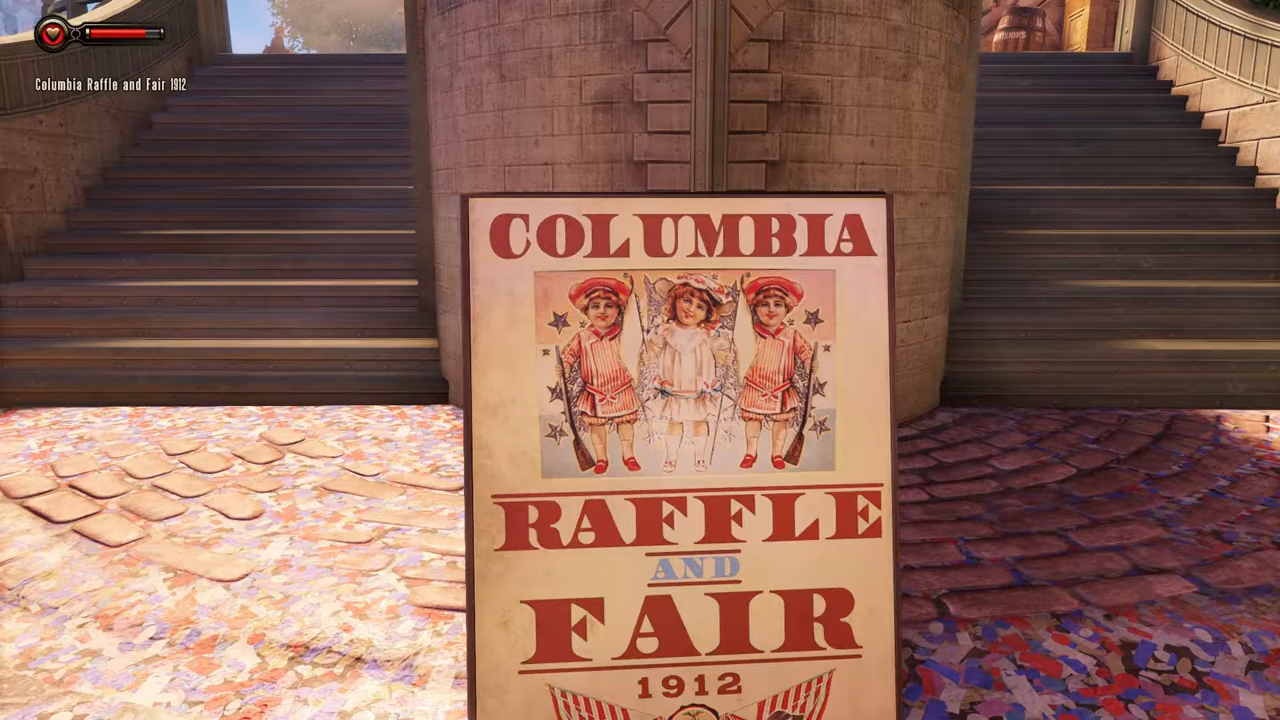 Columbia Raffle and Fair 1912
COLUMBIA
RAFFLE
AND
FAIR
1912